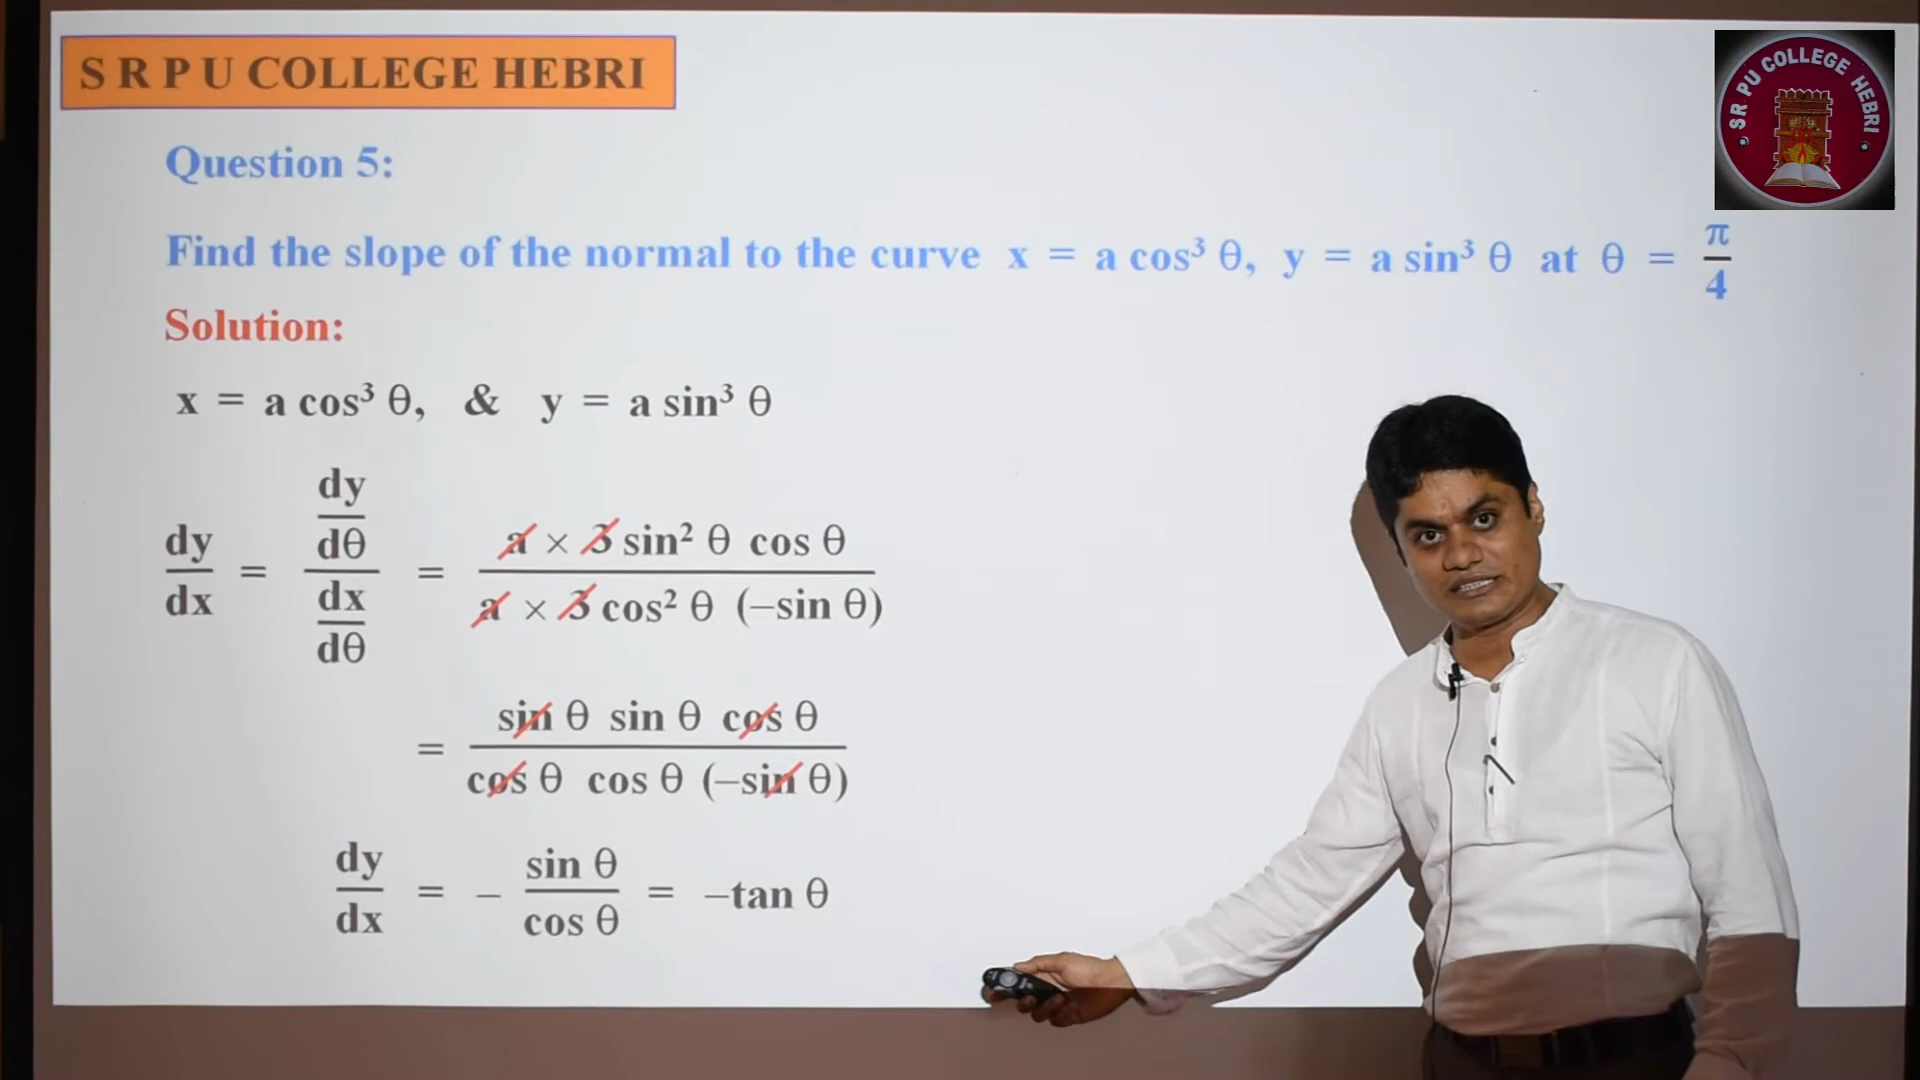 S R P U COLLEGE HEBRI
SR PU COLLEGE HEBRI
Question 5:
Find the slope of the normal to the curve x = a cos³ θ, y = a sin³ θ at θ = π/4
Solution:
x = a cos³ θ, & y = a sin³ θ
dy/dx = (dy/dθ)/(dx/dθ) = a × 3 sin² θ cos θ / a × 3 cos² θ (–sin θ)
= sin θ sin θ cos θ / cos θ cos θ (–sin θ)
dy/dx = – sin θ/cos θ = –tan θ